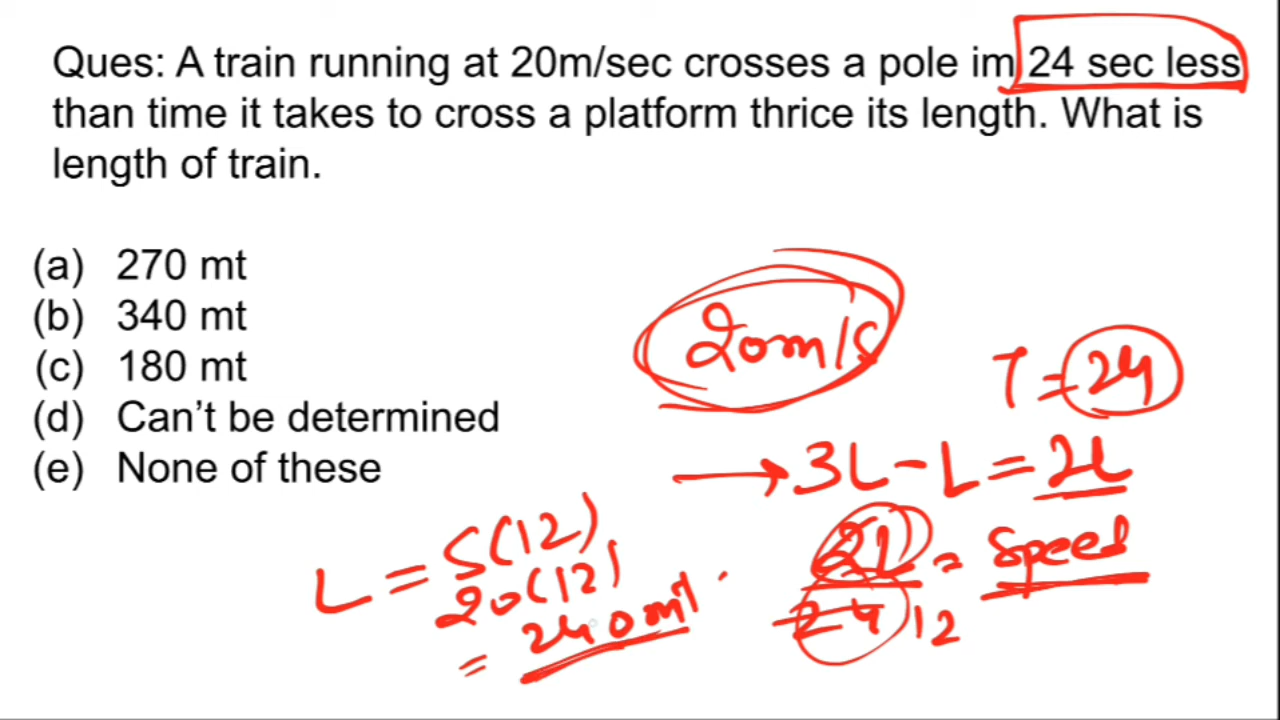 Ques: A train running at 20m/sec crosses a pole im 24 sec less
than time it takes to cross a platform thrice its length. What is
length of train.
(a) 270 mt
(b) 340 mt
(c) 180 mt
(d) Can't be determined
(e) None of these
20m/s
T = 24
3L - L = 2L
2L = Speed
24 12
L = S(12)
20(12)
= 240mt